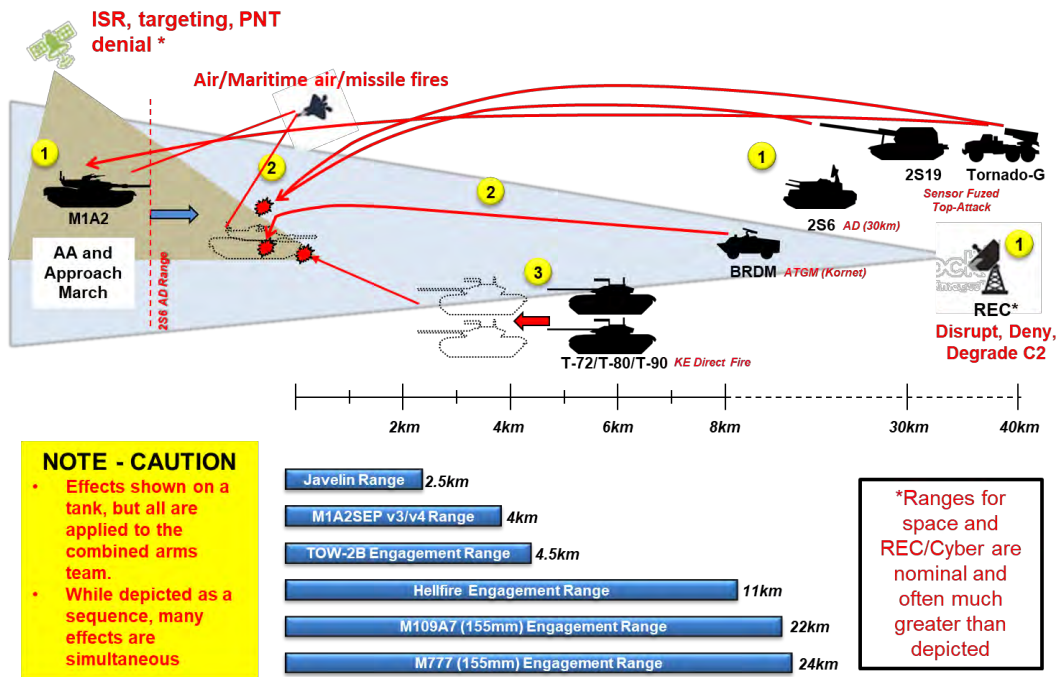 ISR, targeting, PNT
denial *
Air/Maritime air/missile fires
1
2
1
2
M1A2
2S19
Tornado-G
Sensor Fuzed
Top-Attack
2S6 AD (30km)
AA and
Approach
March
2S6 AD Range
BRDM ATGM (Kornet)
3
1
ock
REC*
Disrupt, Deny,
Degrade C2
T-72/T-80/T-90 KE Direct Fire
2km
4km
6km
8km
30km
40km
NOTE - CAUTION
• Effects shown on a
tank, but all are
applied to the
combined arms
team.
• While depicted as a
sequence, many
effects are
simultaneous
Javelin Range 2.5km
M1A2SEP v3/v4 Range 4km
TOW-2B Engagement Range 4.5km
Hellfire Engagement Range 11km
M109A7 (155mm) Engagement Range 22km
M777 (155mm) Engagement Range 24km
*Ranges for
space and
REC/Cyber are
nominal and
often much
greater than
depicted